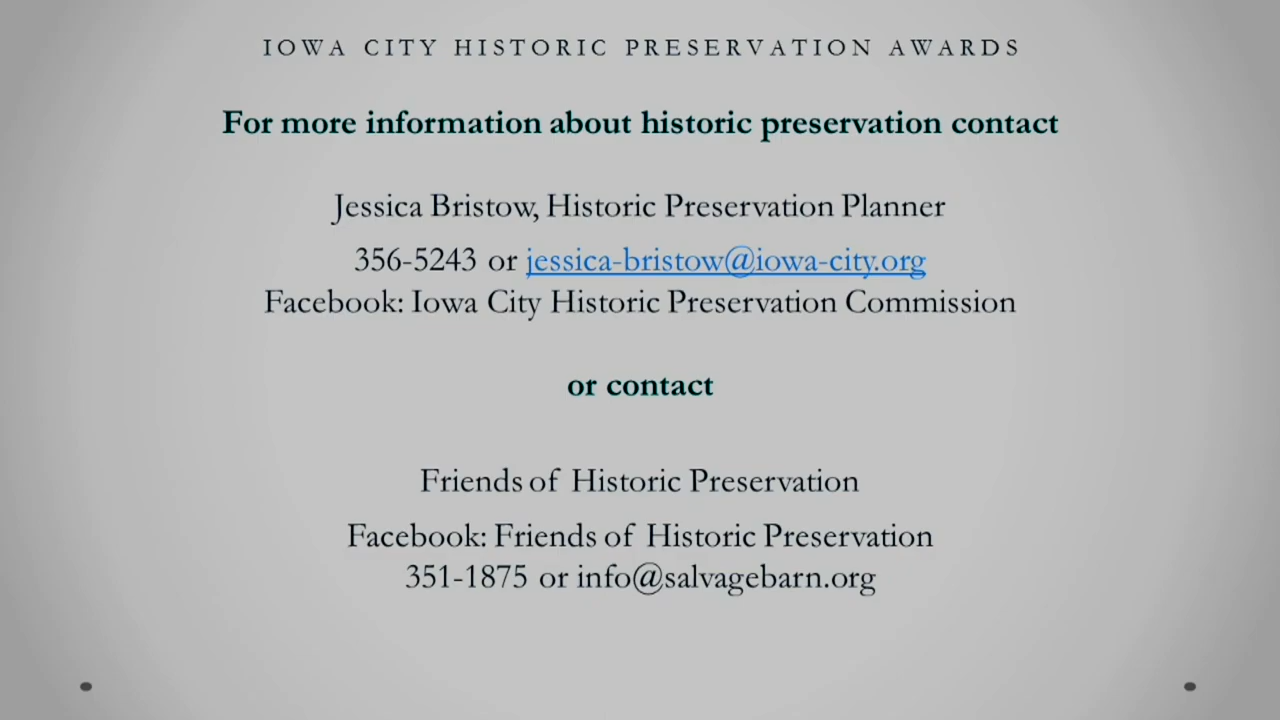 IOWA CITY HISTORIC PRESERVATION AWARDS
For more information about historic preservation contact
Jessica Bristow, Historic Preservation Planner
356-5243 or jessica-bristow@iowa-city.org
Facebook: Iowa City Historic Preservation Commission
or contact
Friends of Historic Preservation
Facebook: Friends of Historic Preservation
351-1875 or info@salvagebarn.org